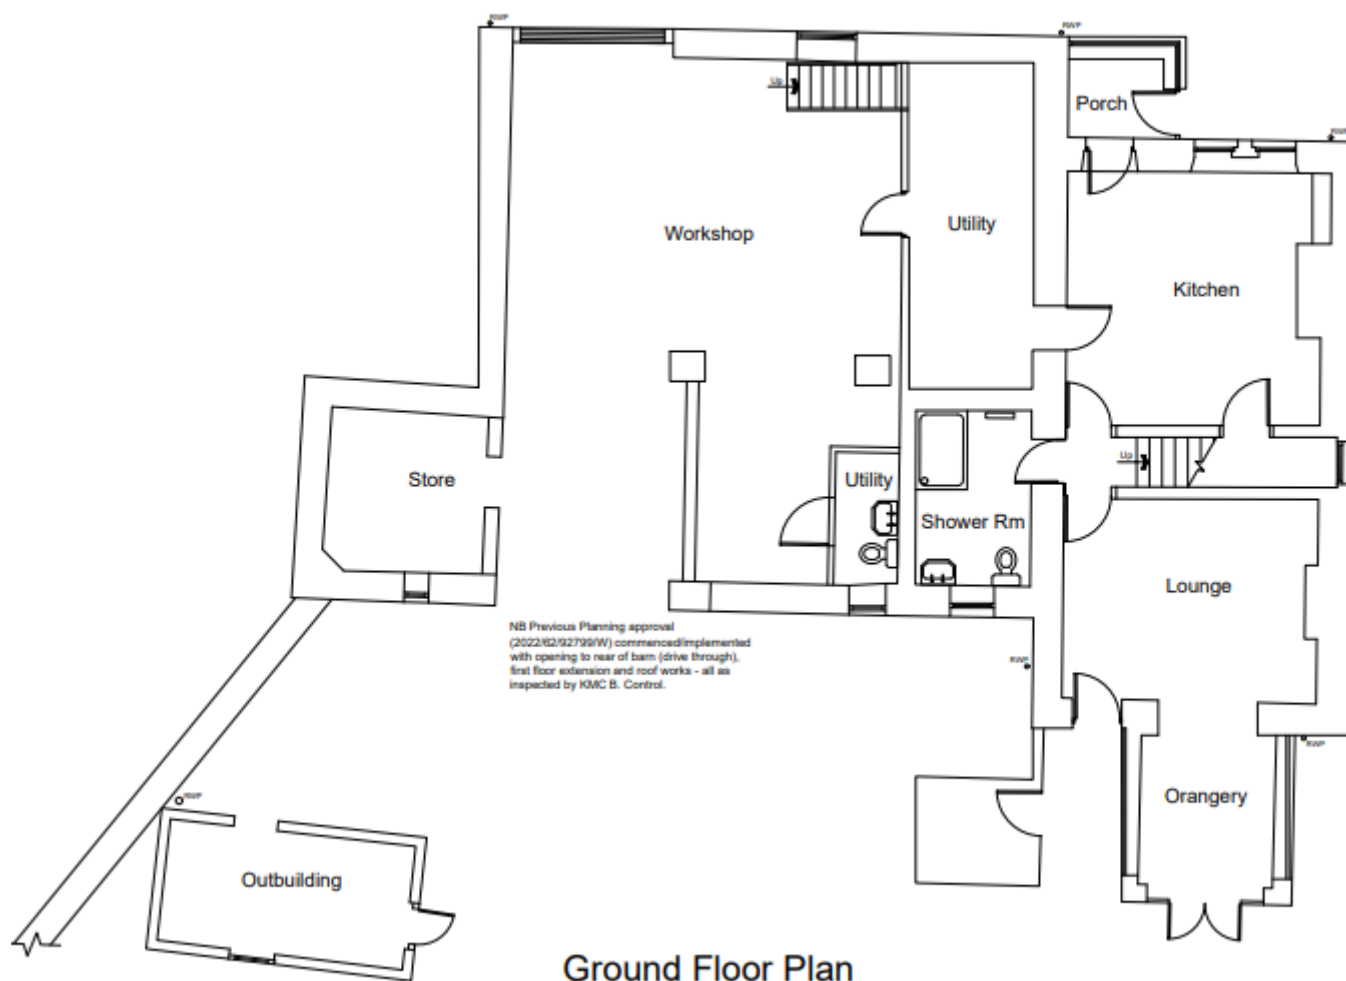 RWP
RWP
Up
Porch
RWP
Workshop
Utility
Kitchen
Up
Store
Utility
Shower Rm
Lounge
NB Previous Planning approval
(2022/62/92799/W) commenced/implemented
with opening to rear of barn (drive through),
first floor extension and roof works - all as
inspected by KMC B. Control.
RWP
RWP
Orangery
RWP
Outbuilding
Ground Floor Plan